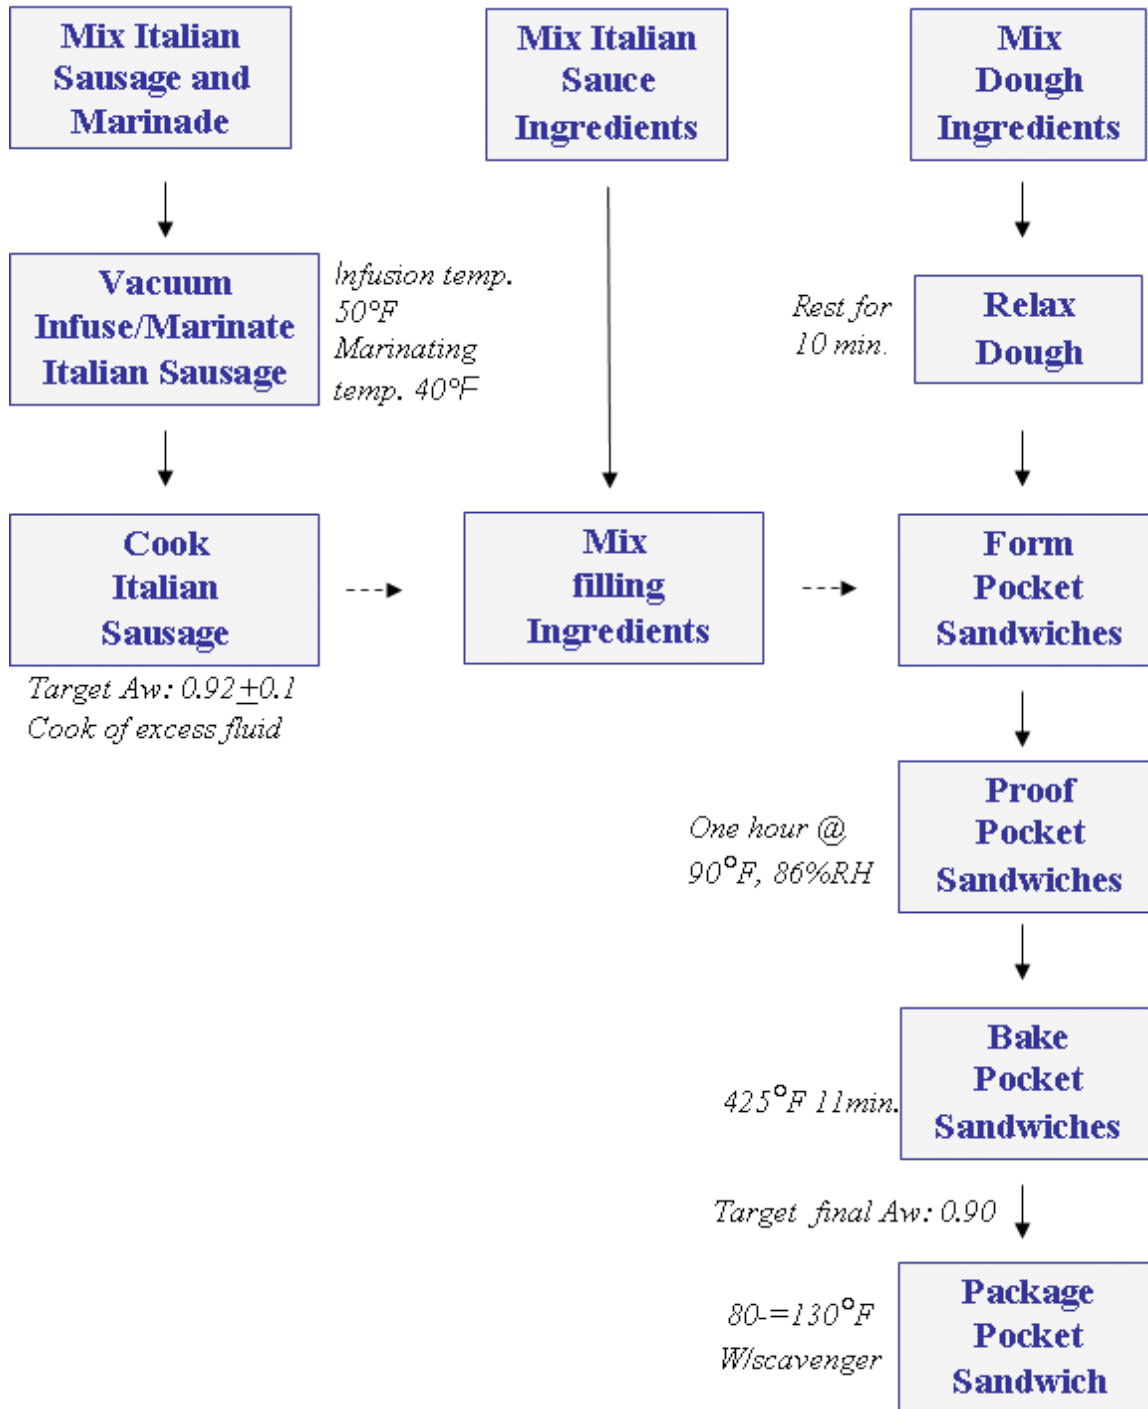 Mix Italian
Sausage and
Marinade
Mix Italian
Sauce
Ingredients
Mix
Dough
Ingredients
Vacuum
Infuse/Marinate
Italian Sausage
Infusion temp.
50°F
Marinating
temp. 40°F
Rest for
10 min.
Relax
Dough
Cook
Italian
Sausage
Mix
filling
Ingredients
Form
Pocket
Sandwiches
Target Aw: 0.92±0.1
Cook of excess fluid
One hour @
90°F, 86%RH
Proof
Pocket
Sandwiches
425°F 11min.
Bake
Pocket
Sandwiches
Target final Aw: 0.90
80-=130°F
W/scavenger
Package
Pocket
Sandwich